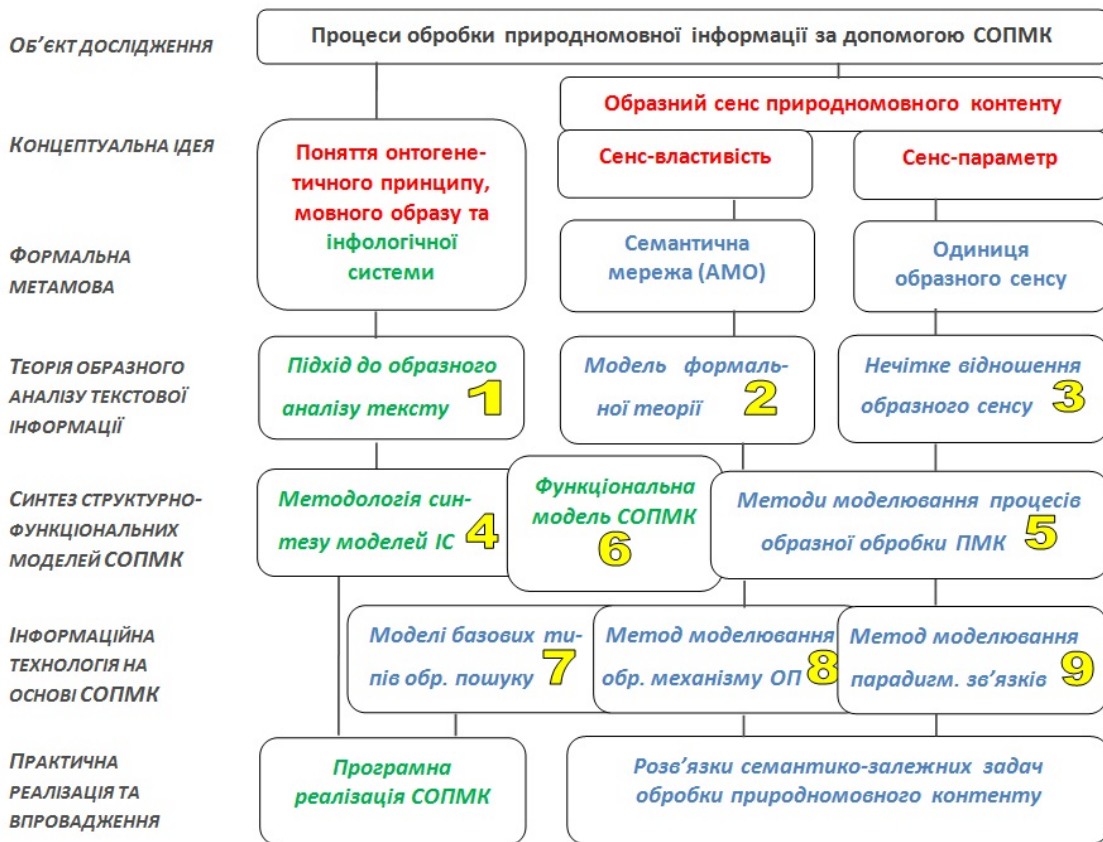 ОБ’ЄКТ ДОСЛІДЖЕННЯ
Процеси обробки природномовної інформації за допомогою СОПМК
Образний сенс природномовного контенту
КОНЦЕПТУАЛЬНА ІДЕЯ
Поняття онтогене-
тичного принципу,
мовного образу та
інфологічної
системи
Сенс-властивість
Сенс-параметр
ФОРМАЛЬНА
МЕТАМОВА
Семантична
мережа (АМО)
Одиниця
образного сенсу
ТЕОРІЯ ОБРАЗНОГО
АНАЛІЗУ ТЕКСТОВОЇ
ІНФОРМАЦІЇ
Підхід до образного
аналізу тексту 1
Модель формаль-
ної теорії 2
Нечітке відношення
образного сенсу 3
СИНТЕЗ СТРУКТУРНО-
ФУНКЦІОНАЛЬНИХ
МОДЕЛЕЙ СОПМК
Методологія син-
тезу моделей ІС 4
Функціональна
модель СОПМК
6
Методи моделювання процесів
образної обробки ПМК 5
ІНФОРМАЦІЙНА
ТЕХНОЛОГІЯ НА
ОСНОВІ СОПМК
Моделі базових ти-
пів обр. пошуку 7
Метод моделювання
обр. механізму ОП 8
Метод моделювання
парадигм. зв’язків 9
ПРАКТИЧНА
РЕАЛІЗАЦІЯ ТА
ВПРОВАДЖЕННЯ
Програмна
реалізація СОПМК
Розв’язки семантико-залежних задач
обробки природномовного контенту